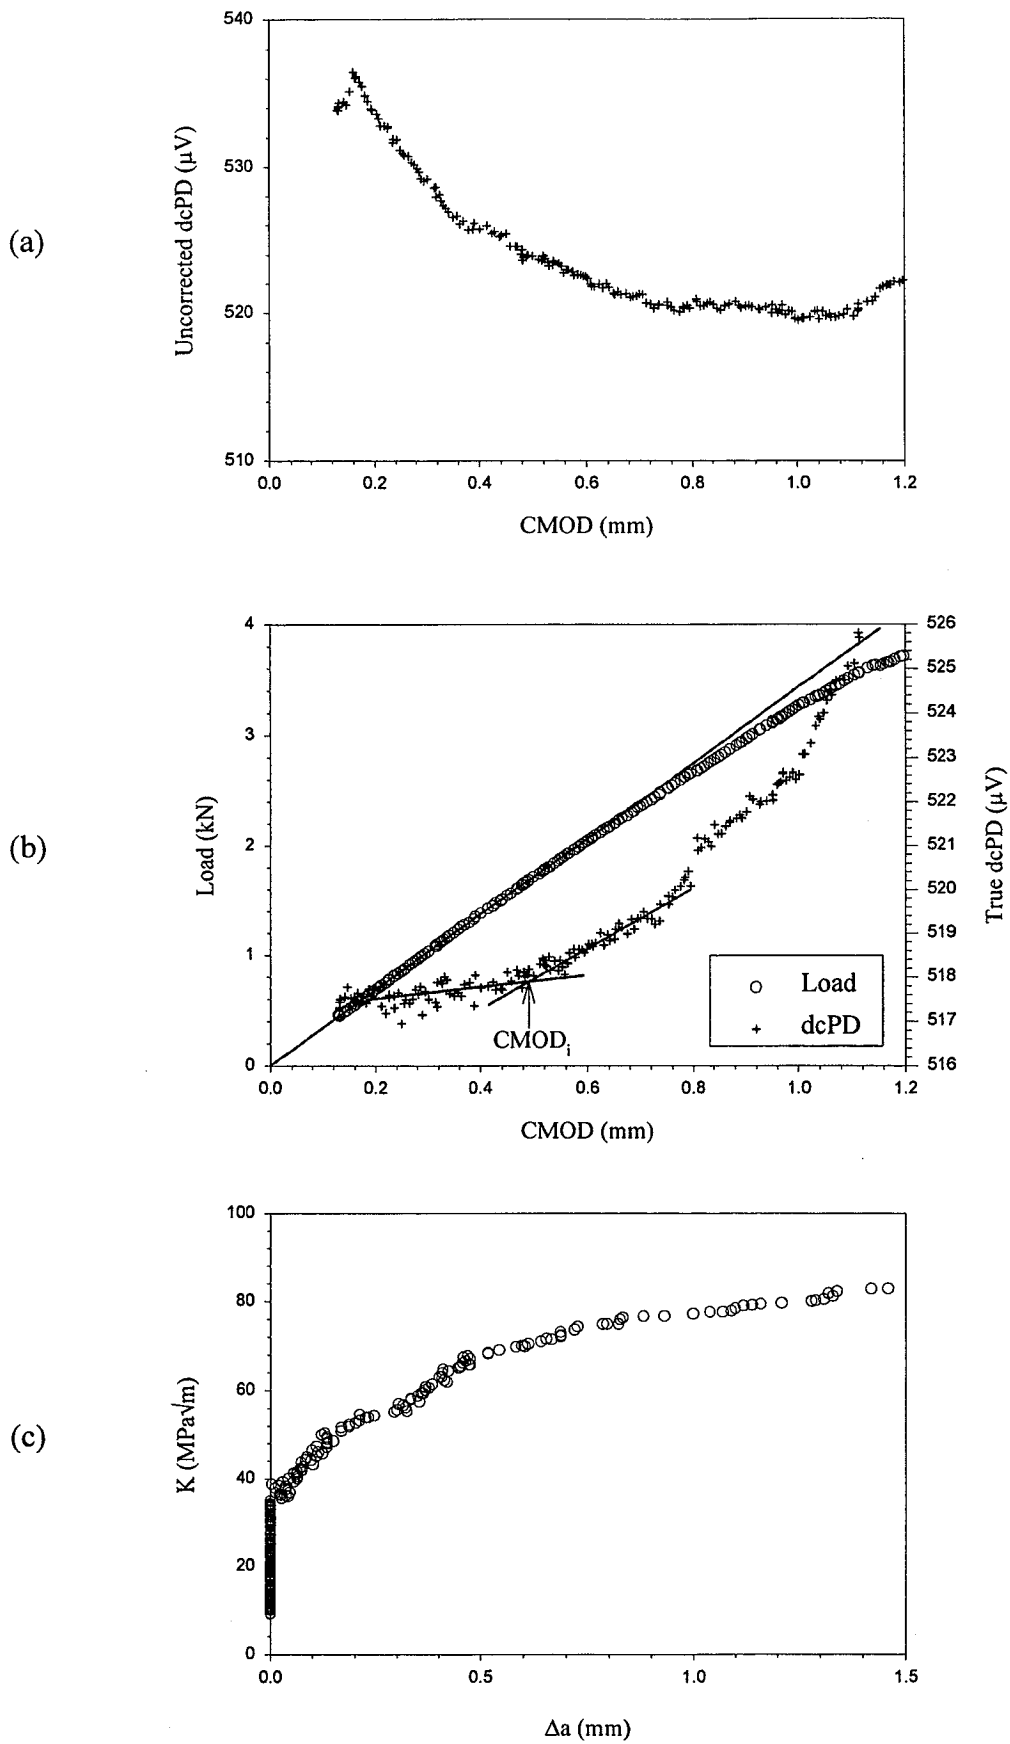 (a)
Uncorrected dcPD (µV)
540
530
520
510
0.0 0.2 0.4 0.6 0.8 1.0 1.2
CMOD (mm)
(b)
Load (kN)
4
3
2
1
0
526
525
524
523
522
521
520
519
518
517
516
True dcPD (µV)
Load
dcPD
CMODi
0.0 0.2 0.4 0.6 0.8 1.0 1.2
CMOD (mm)
(c)
K (MPa√m)
100
80
60
40
20
0
0.0 0.5 1.0 1.5
Δa (mm)